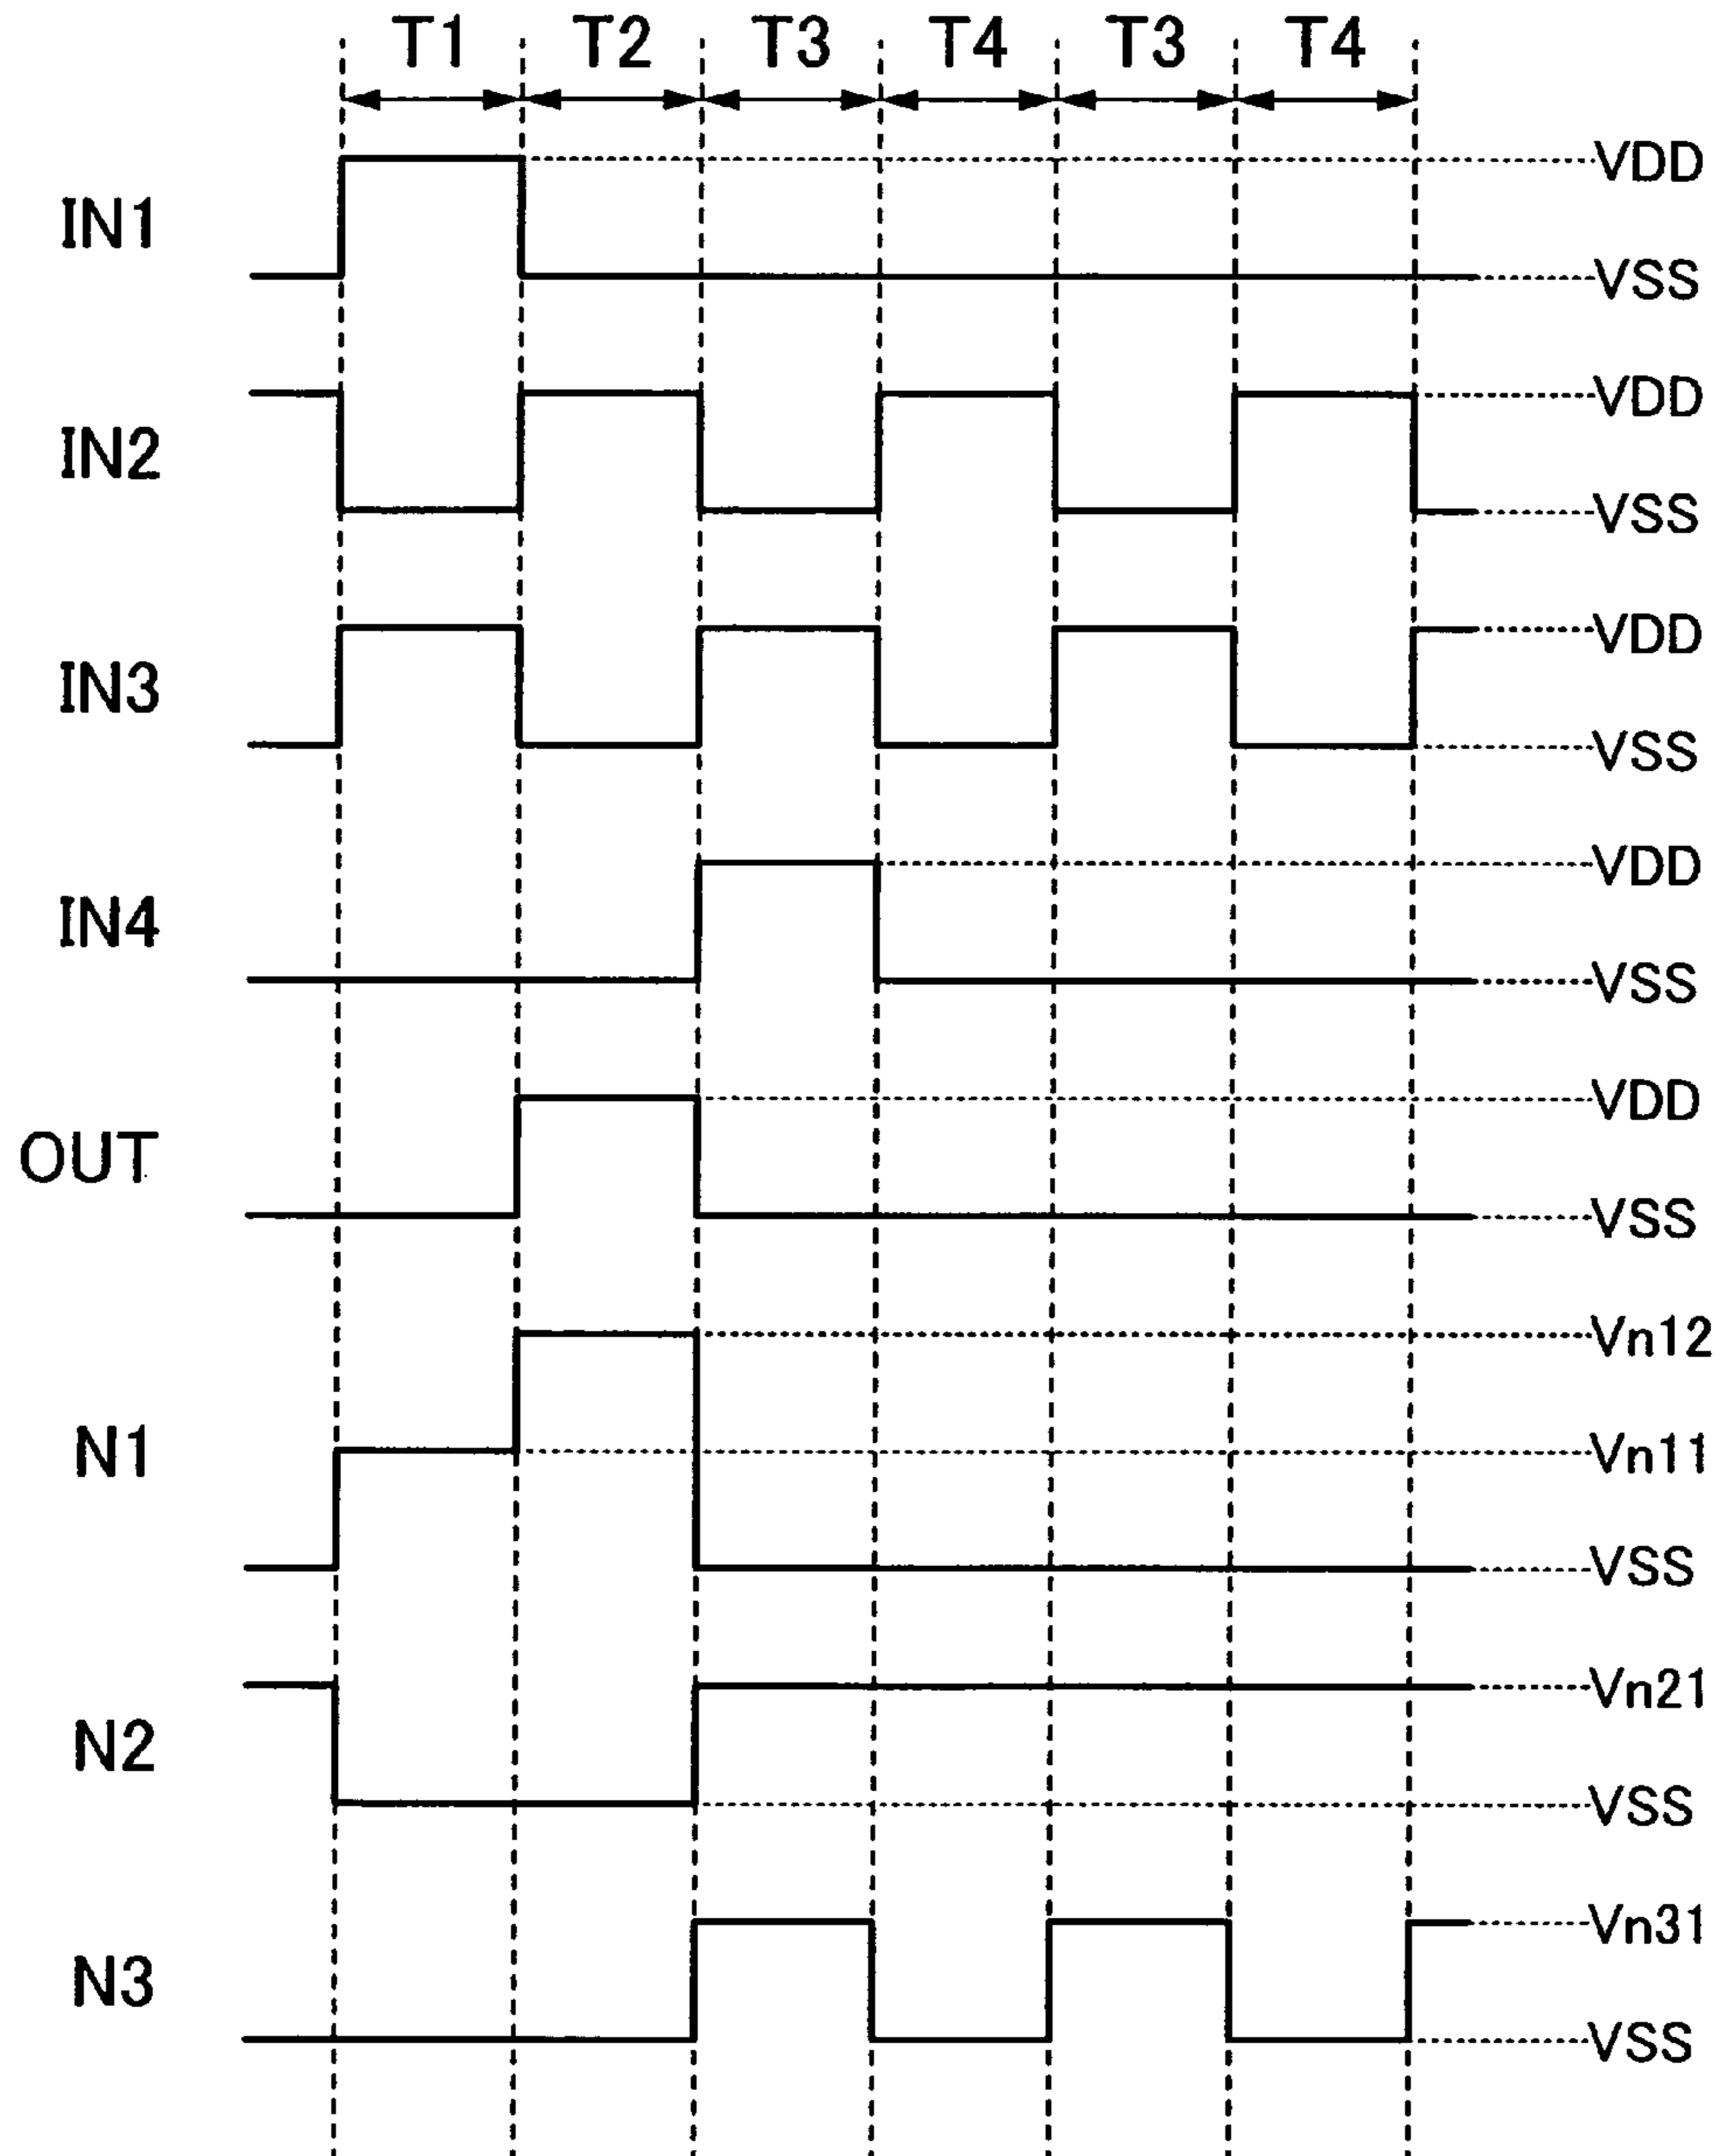 T1 T2 T3 T4 T3 T4
VDD
IN1
VSS
VDD
IN2
VSS
VDD
IN3
VSS
VDD
IN4
VSS
VDD
OUT
VSS
Vn12
N1
Vn11
VSS
Vn21
N2
VSS
Vn31
N3
VSS